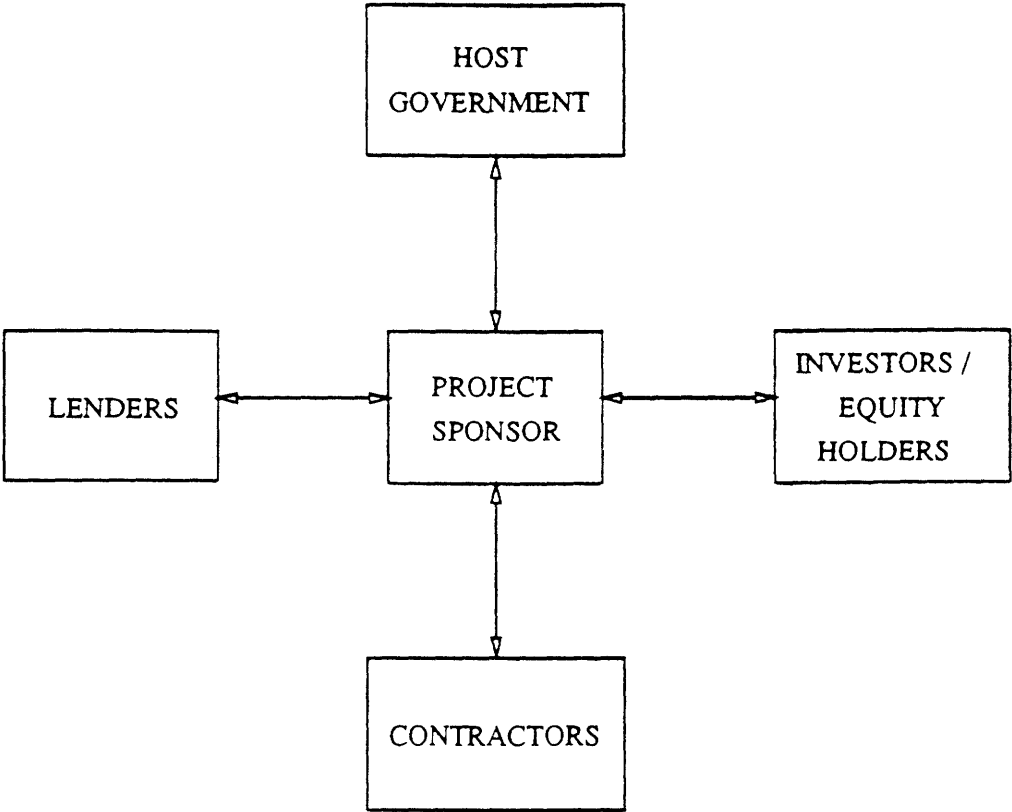 HOST
GOVERNMENT
LENDERS
PROJECT
SPONSOR
INVESTORS /
EQUITY
HOLDERS
CONTRACTORS